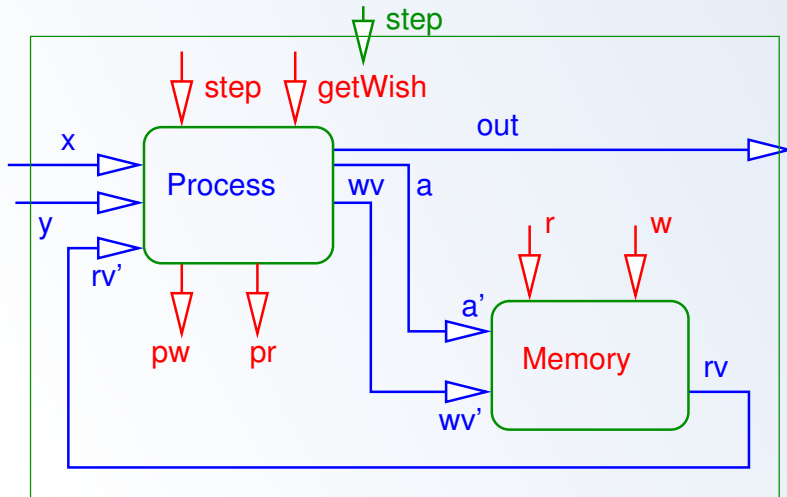 step
step
getWish
x
out
Process
wv
a
y
r
w
rv’
a’
pw
pr
Memory
rv
wv’